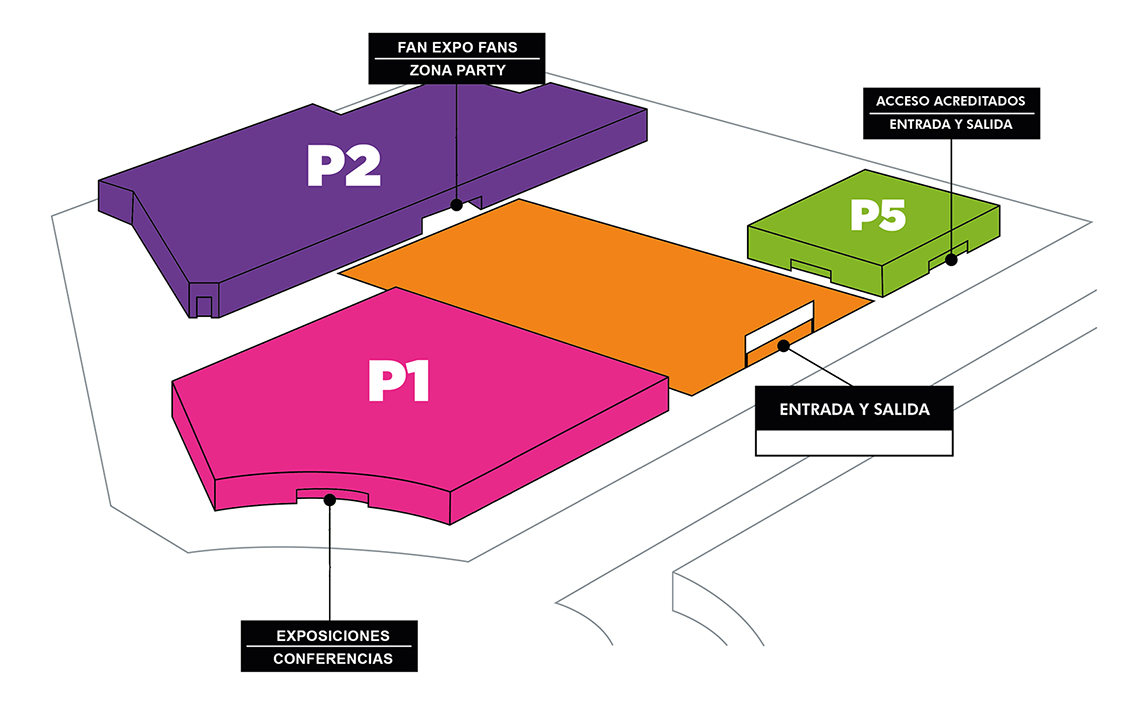 FAN EXPO FANS
ZONA PARTY
ACCESO ACREDITADOS
ENTRADA Y SALIDA
P2
P5
P1
ENTRADA Y SALIDA
EXPOSICIONES
CONFERENCIAS